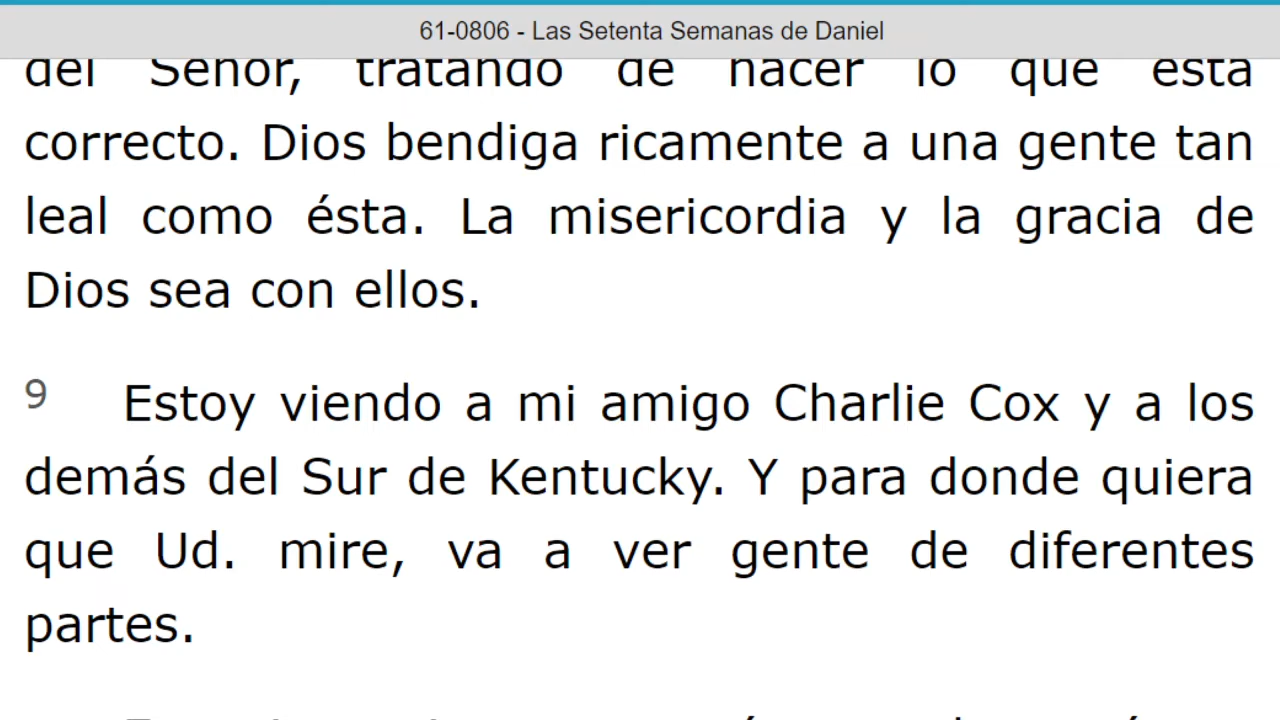 61-0806 - Las Setenta Semanas de Daniel
del Señor, tratando de hacer lo que está
correcto. Dios bendiga ricamente a una gente tan
leal como ésta. La misericordia y la gracia de
Dios sea con ellos.
9 Estoy viendo a mi amigo Charlie Cox y a los
demás del Sur de Kentucky. Y para donde quiera
que Ud. mire, va a ver gente de diferentes
partes.